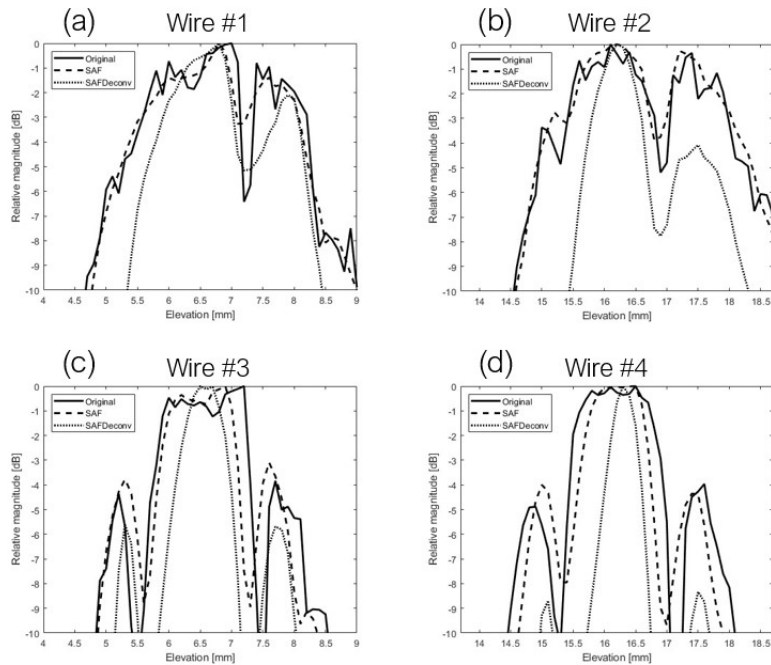 (a) Wire #1
(b) Wire #2
0
-1
-2
-3
-4
-5
-6
-7
-8
-9
-10
Relative magnitude [dB]
Original
SAF
SAFDeconv
4 4.5 5 5.5 6 6.5 7 7.5 8 8.5 9
Elevation [mm]
0
-1
-2
-3
-4
-5
-6
-7
-8
-9
-10
Relative magnitude [dB]
Original
SAF
SAFDeconv
14 14.5 15 15.5 16 16.5 17 17.5 18 18.5
Elevation [mm]
(c) Wire #3
(d) Wire #4
0
-1
-2
-3
-4
-5
-6
-7
-8
-9
-10
Relative magnitude [dB]
Original
SAF
SAFDeconv
4 4.5 5 5.5 6 6.5 7 7.5 8 8.5 9
Elevation [mm]
0
-1
-2
-3
-4
-5
-6
-7
-8
-9
-10
Relative magnitude [dB]
Original
SAF
SAFDeconv
14 14.5 15 15.5 16 16.5 17 17.5 18 18.5
Elevation [mm]